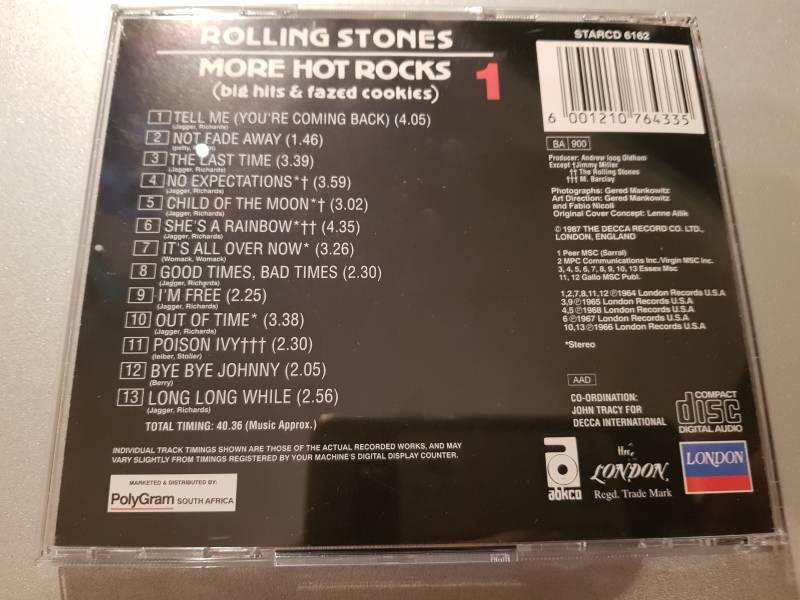 ROLLING STONES
MORE HOT ROCKS
(big hits & fazed cookies)
1
1 TELL ME (YOU'RE COMING BACK) (4.05)
(Jagger, Richards)
2 NOT FADE AWAY (1.46)
(petty,
3 THE LAST TIME (3.39)
(Jagger, Richards)
4 NO EXPECTATIONS*† (3.59)
(Jagger, Richards)
5 CHILD OF THE MOON*† (3.02)
(Jagger, Richards)
6 SHE'S A RAINBOW*†† (4.35)
(Jagger, Richards)
7 IT'S ALL OVER NOW* (3.26)
(Womack, Womack)
8 GOOD TIMES, BAD TIMES (2.30)
(Jagger, Richards)
9 I'M FREE (2.25)
(Jagger, Richards)
10 OUT OF TIME* (3.38)
(Jagger, Richards)
11 POISON IVY††† (2.30)
(leiber, Stoller)
12 BYE BYE JOHNNY (2.05)
(Berry)
13 LONG LONG WHILE (2.56)
(Jagger, Richards)
TOTAL TIMING: 40.36 (Music Approx.)
INDIVIDUAL TRACK TIMINGS SHOWN ARE THOSE OF THE ACTUAL RECORDED WORKS, AND MAY
VARY SLIGHTLY FROM TIMINGS REGISTERED BY YOUR MACHINE'S DIGITAL DISPLAY COUNTER.
MARKETED & DISTRIBUTED BY:
PolyGram SOUTH AFRICA
STARCD 6162
6 001210 764335
BA 900
Producer: Andrew loog Oldham
Except †Jimmy Miller
†† The Rolling Stones
††† M. Barclay
Photographs: Gered Mankowitz
Art Direction: Gered Mankowitz
and Fabio Nicoli
Original Cover Concept: Lenne Allik
© 1987 THE DECCA RECORD CO. LTD.,
LONDON, ENGLAND
1 Peer MSC (Sarral)
2 MPC Communications Inc./Virgin MSC Inc.
3, 4, 5, 6, 7, 8, 9, 10, 13 Essex Msc
11, 12 Gallo MSC Publ.
1,2,7,8,11,12 ℗1964 London Records U.S.A
3,9 ℗1965 London Records U.S.A
4,5 ℗1968 London Records U.S.A
6 ℗1967 London Records U.S.A
10,13 ℗1966 London Records U.S.A
*Stereo
AAD
CO-ORDINATION:
JOHN TRACY FOR
DECCA INTERNATIONAL
COMPACT
disc
DIGITAL AUDIO
abkco
LONDON
Regd. Trade Mark
LONDON